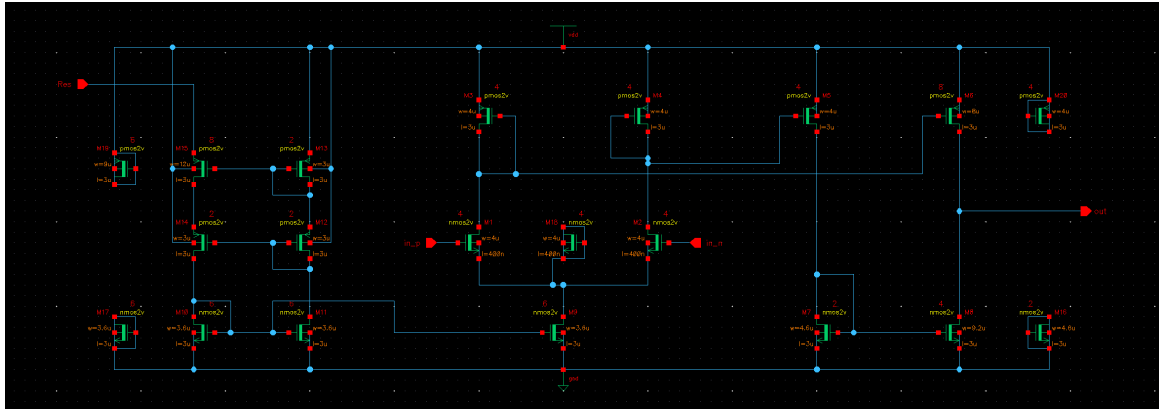 vdd
Res
M19
6
pmos2v
w=9u
l=3u
M15
8
pmos2v
w=12u
l=3u
M13
2
pmos2v
w=3u
l=3u
M14
2
pmos2v
w=3u
l=3u
M12
2
pmos2v
w=3u
l=3u
M17
6
nmos2v
w=3.6u
l=3u
M10
6
nmos2v
w=3.6u
l=3u
M11
6
nmos2v
w=3.6u
l=3u
M3
4
pmos2v
w=4u
l=3u
M4
4
pmos2v
w=4u
l=3u
M5
4
pmos2v
w=4u
l=3u
M6
8
pmos2v
w=8u
l=3u
M20
4
pmos2v
w=4u
l=3u
in_p
M1
4
nmos2v
w=4u
l=400n
M18
4
nmos2v
w=4u
l=400n
M2
4
nmos2v
w=4u
l=400n
in_n
out
M9
6
nmos2v
l=3u
gnd
M7
2
nmos2v
w=4.6u
l=3u
M8
4
nmos2v
w=9.2u
l=3u
M16
2
nmos2v
w=4.6u
l=3u